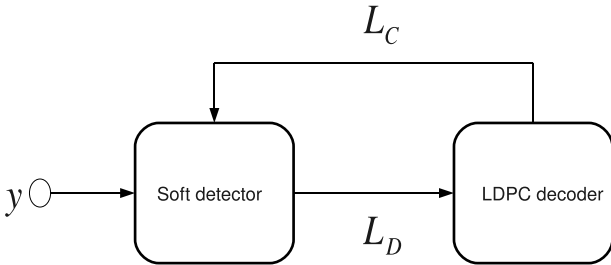 L_C
y
Soft detector
LDPC decoder
L_D